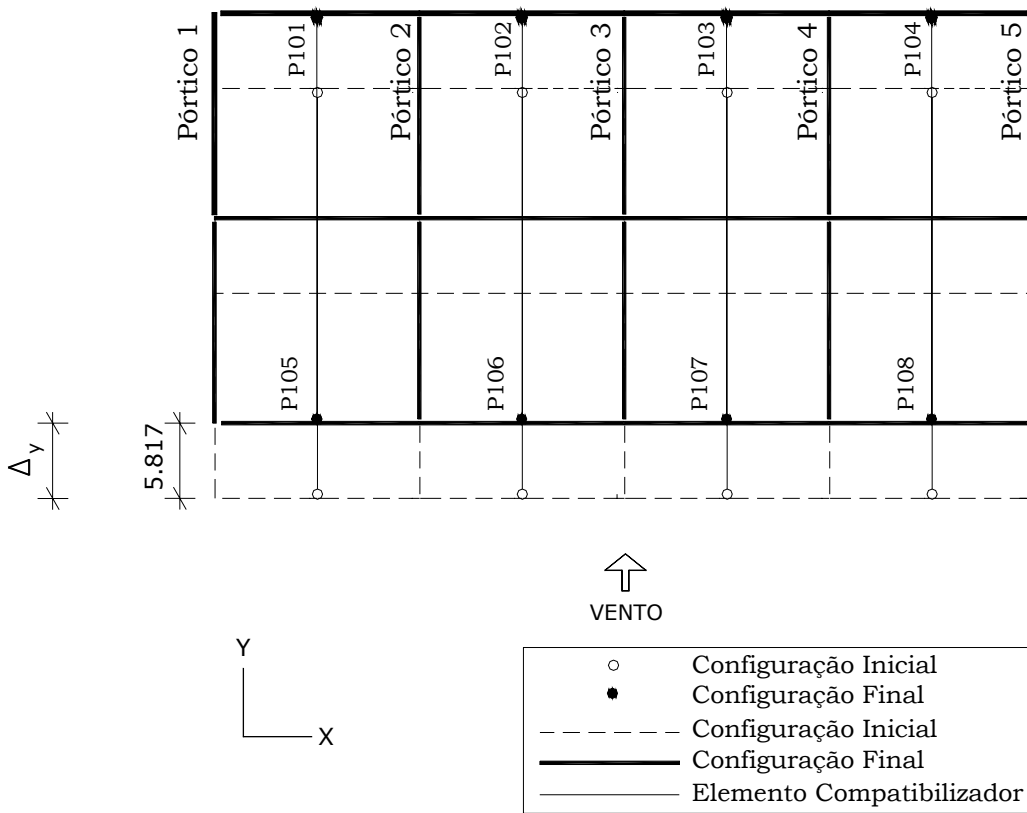 Pórtico 1
P101
Pórtico 2
P102
Pórtico 3
P103
Pórtico 4
P104
Pórtico 5
P105
P106
P107
P108
Δy
5.817
VENTO
Y
X
Configuração Inicial
Configuração Final
Configuração Inicial
Configuração Final
Elemento Compatibilizador